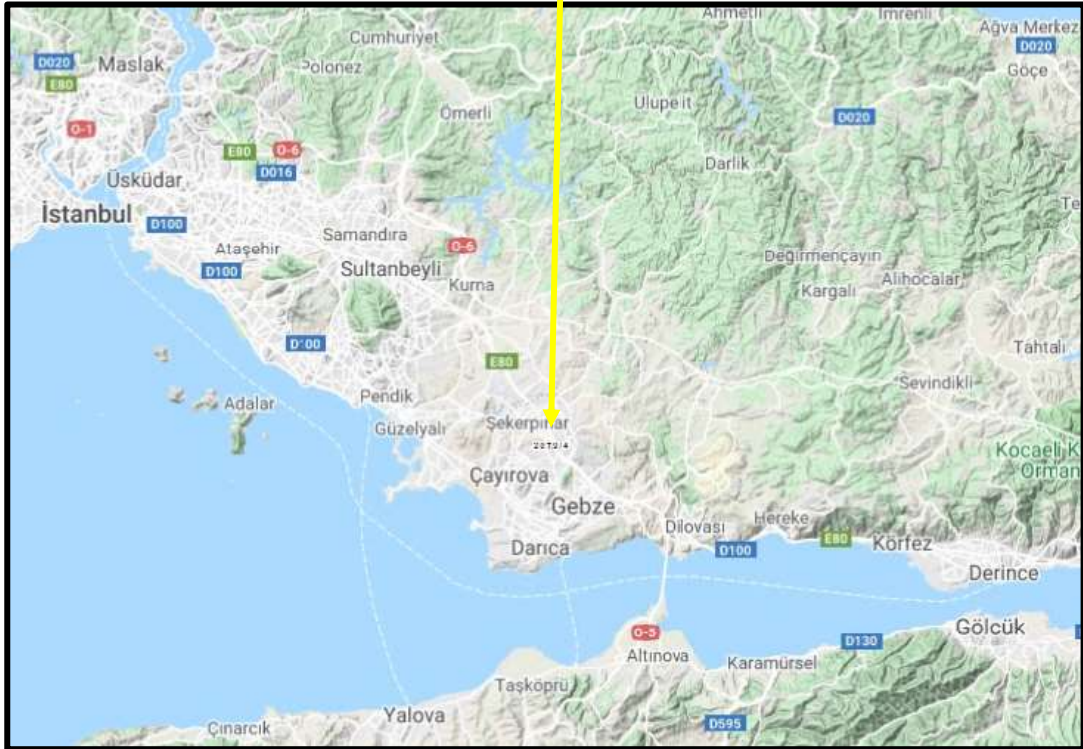 Ahmetli
İmrenli
Ağva Merkez
D020
Göçe
Cumhuriyet
D020
Maslak
E80
Polonez
Ömerli
Ulupelit
D020
O-1
E80
O-6
D016
Darlık
Üsküdar
İstanbul
D100
Ataşehir
Samandıra
O-6
D100
Sultanbeyli
Kurna
Değirmençayırı
Alihocalar
Kargalı
D100
E80
Tahtalı
Sevindikli
Adalar
Pendik
Güzelyalı
Şekerpınar
Kocaeli K
Orman
Çayırova
Gebze
Dilovası
Hereke
Darıca
D100
E80
Körfez
Derince
O-5
Gölcük
D130
Altınova
Karamürsel
Taşköprü
Yalova
Çınarcık
D595